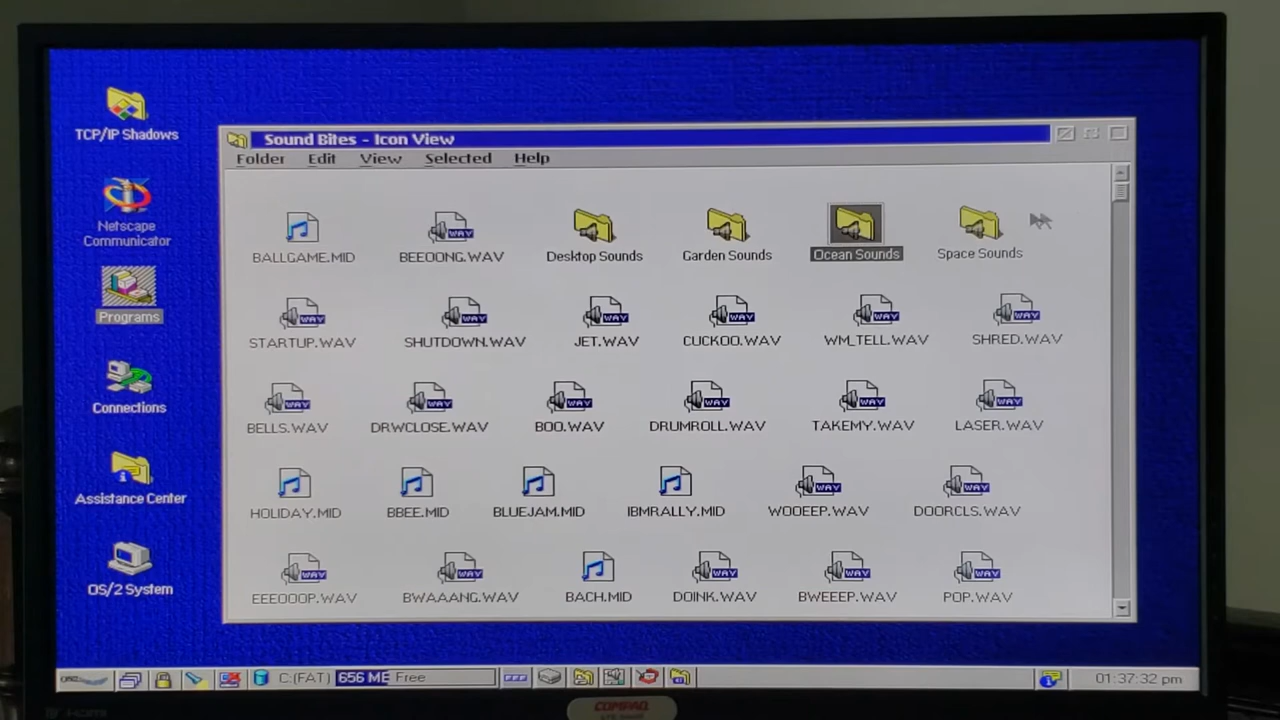 TCP/IP Shadows
Netscape
Communicator
Programs
Connections
Assistance Center
OS/2 System
Sound Bites - Icon View
Folder Edit View Selected Help
BALLGAME.MID BEEOONG.WAV Desktop Sounds Garden Sounds Ocean Sounds Space Sounds
STARTUP.WAV SHUTDOWN.WAV JET.WAV CUCKOO.WAV WM_TELL.WAV SHRED.WAV
BELLS.WAV DRWCLOSE.WAV BOO.WAV DRUMROLL.WAV TAKEMY.WAV LASER.WAV
HOLIDAY.MID BBEE.MID BLUEJAM.MID IBMRALLY.MID WOOEEP.WAV DOORCLS.WAV
EEEOOOP.WAV BWAAANG.WAV BACH.MID DOINK.WAV BWEEEP.WAV POP.WAV
C:(FAT) 656 ME Free 01:37:32 pm
COMPAQ